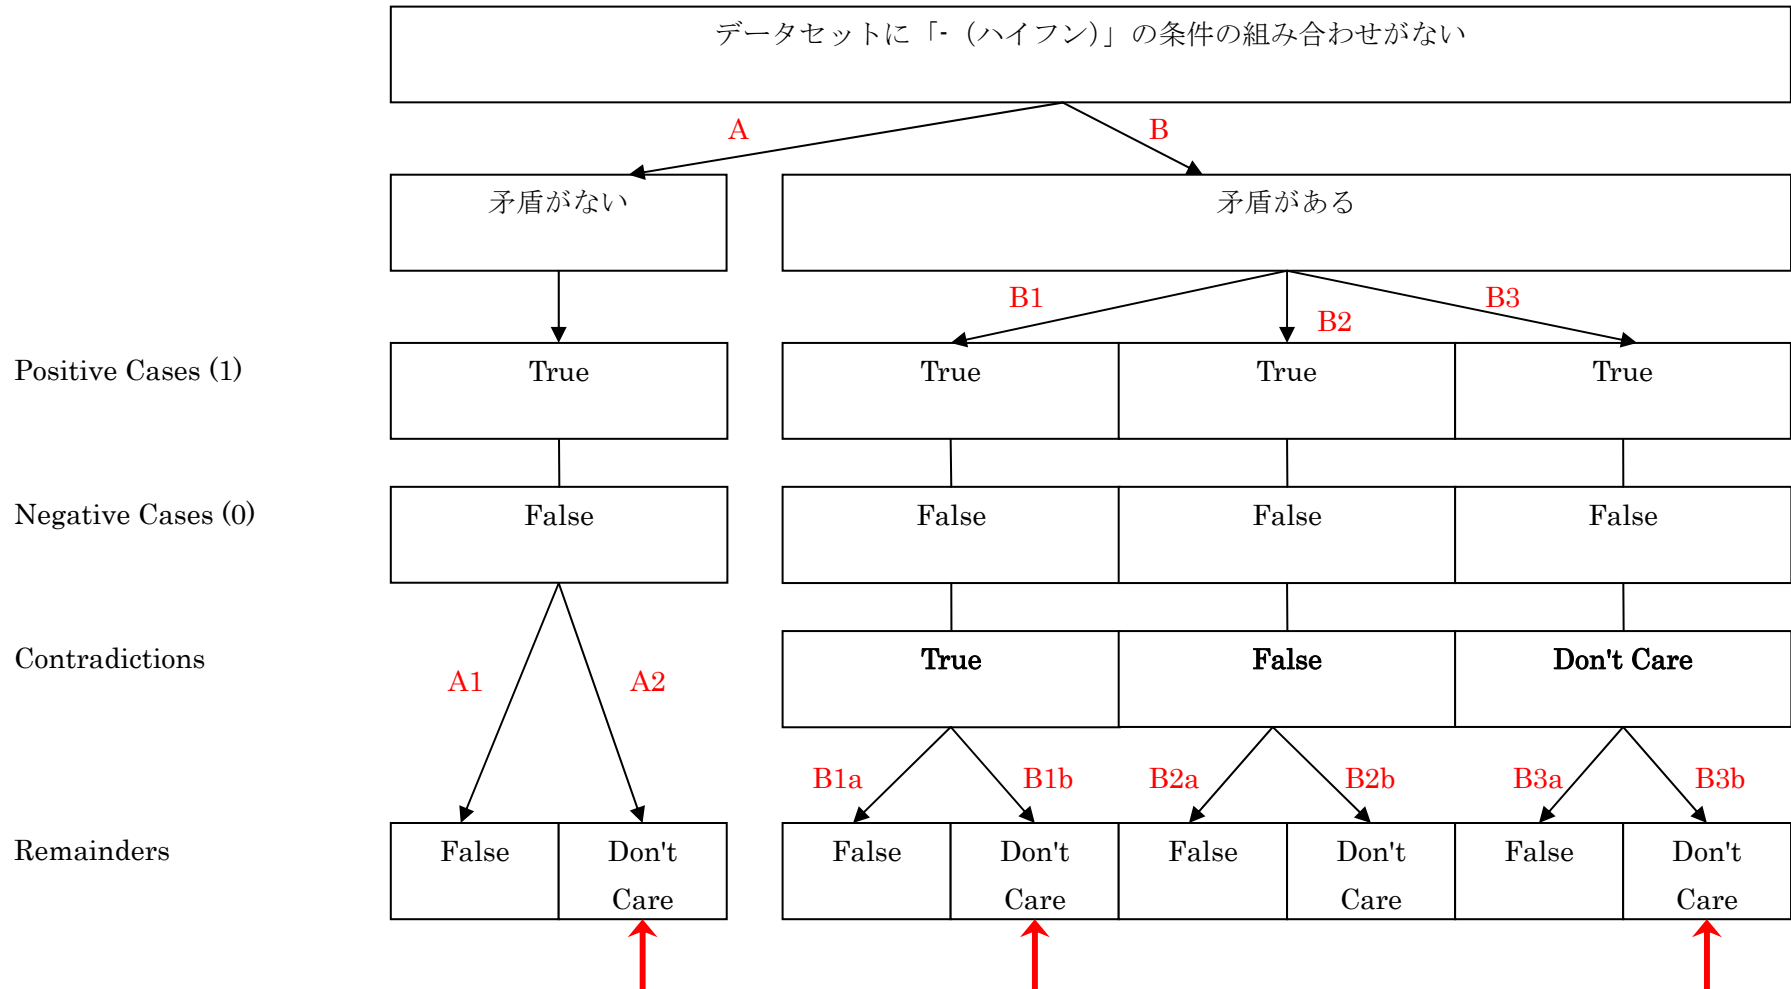 データセットに「-（ハイフン）」の条件の組み合わせがない
A
B
矛盾がない
矛盾がある
B1
B2
B3
Positive Cases (1)
True
True
True
True
Negative Cases (0)
False
False
False
False
Contradictions
True
False
Don't Care
A1
A2
B1a
B1b
B2a
B2b
B3a
B3b
Remainders
False
Don't
Care
False
Don't
Care
False
Don't
Care
False
Don't
Care